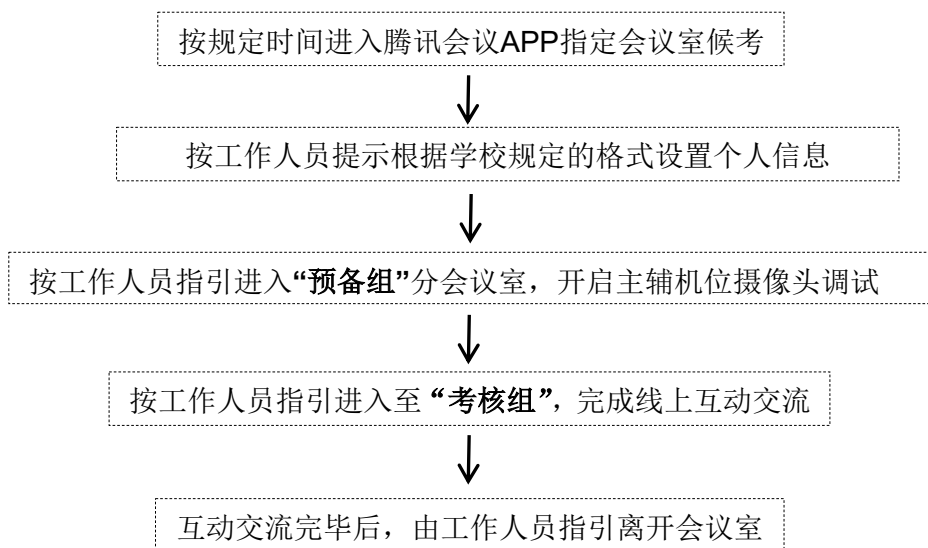 按规定时间进入腾讯会议APP指定会议室候考
按工作人员提示根据学校规定的格式设置个人信息
按工作人员指引进入“预备组”分会议室，开启主辅机位摄像头调试
按工作人员指引进入至“考核组”，完成线上互动交流
互动交流完毕后，由工作人员指引离开会议室